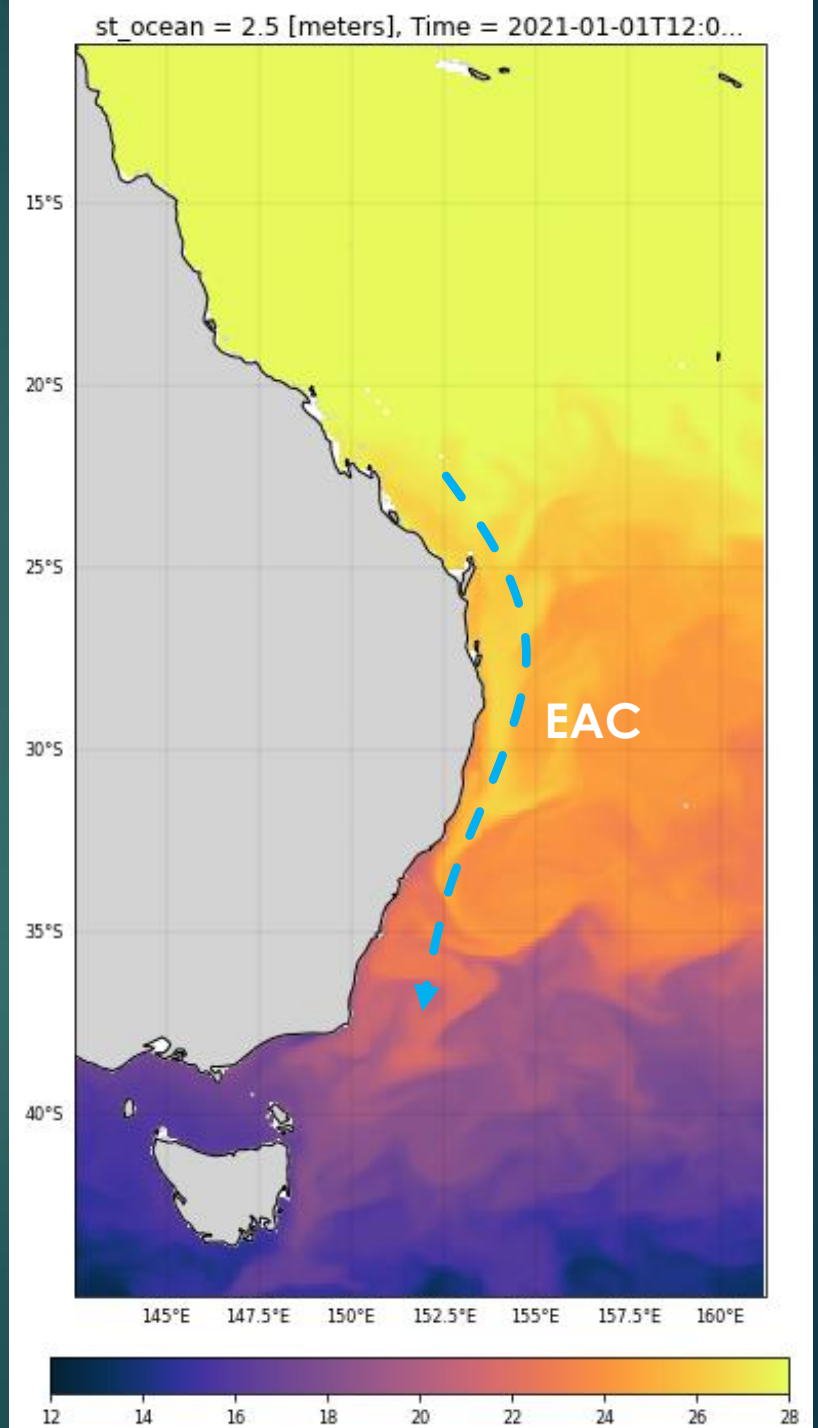 st_ocean = 2.5 [meters], Time = 2021-01-01T12:0...
15°S
20°S
25°S
EAC
30°S
35°S
40°S
145°E 147.5°E 150°E 152.5°E 155°E 157.5°E 160°E
12 14 16 18 20 22 24 26 28